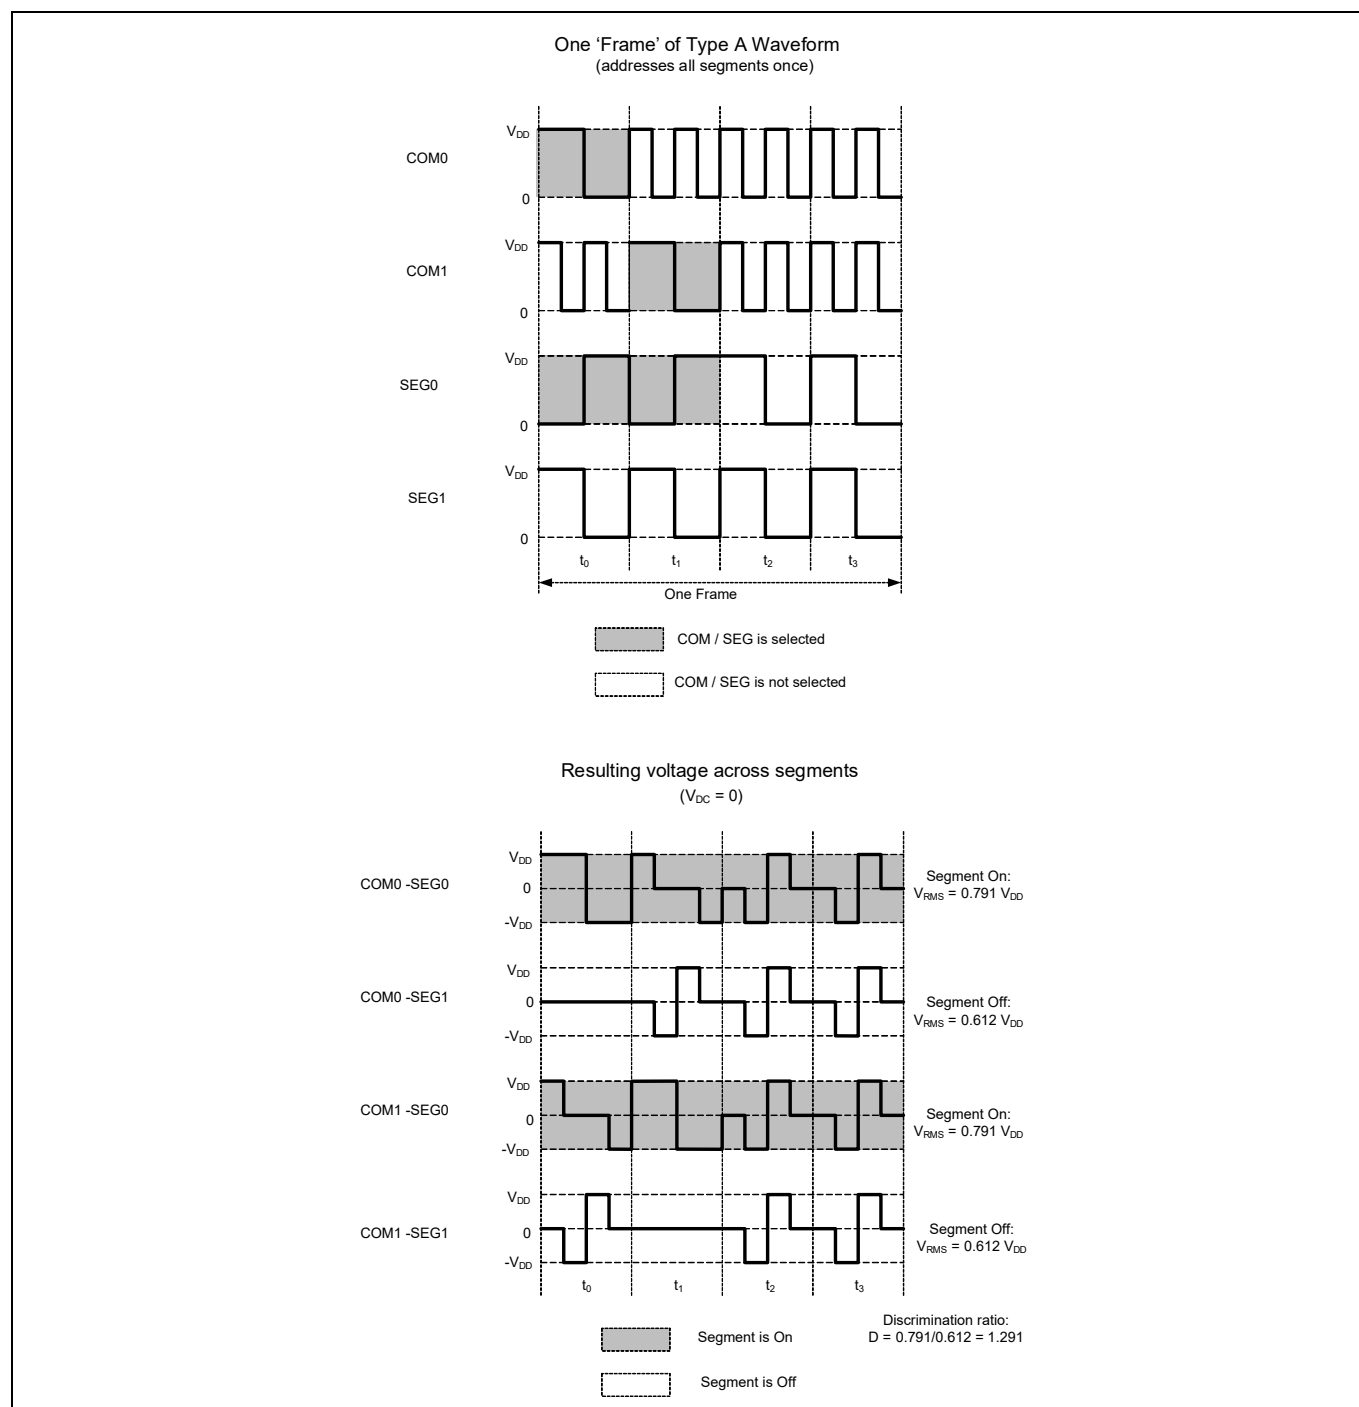 One ‘Frame’ of Type A Waveform
(addresses all segments once)
VDD
COM0
0
VDD
COM1
0
VDD
SEG0
0
VDD
SEG1
0
t0 t1 t2 t3
One Frame
COM / SEG is selected
COM / SEG is not selected
Resulting voltage across segments
(VDC = 0)
VDD
COM0 -SEG0
0
-VDD
Segment On:
VRMS = 0.791 VDD
VDD
COM0 -SEG1
0
-VDD
Segment Off:
VRMS = 0.612 VDD
VDD
COM1 -SEG0
0
-VDD
Segment On:
VRMS = 0.791 VDD
VDD
COM1 -SEG1
0
-VDD
Segment Off:
VRMS = 0.612 VDD
t0 t1 t2 t3
Discrimination ratio:
D = 0.791/0.612 = 1.291
Segment is On
Segment is Off